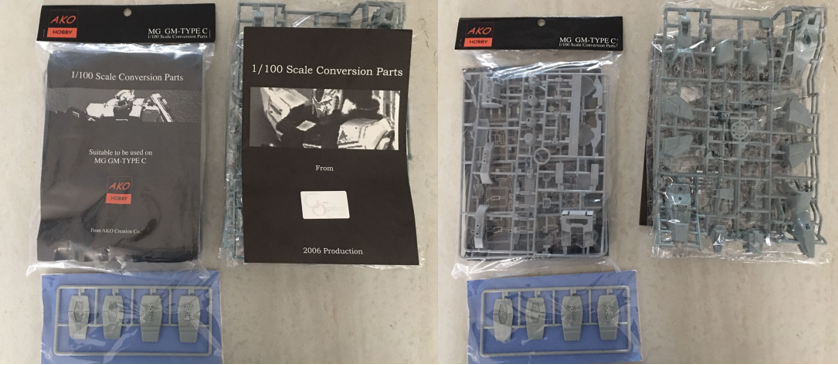 AKO
HOBBY
MG GM-TYPE C
1/100 Scale Conversion Parts
1/100 Scale Conversion Parts
Suitable to be used on
MG GM-TYPE C
AKO
HOBBY
From AKO Creation Co.
1/100 Scale Conversion Parts
From
2006 Production
AKO
HOBBY
MG GM-TYPE C
1/100 Scale Conversion Parts